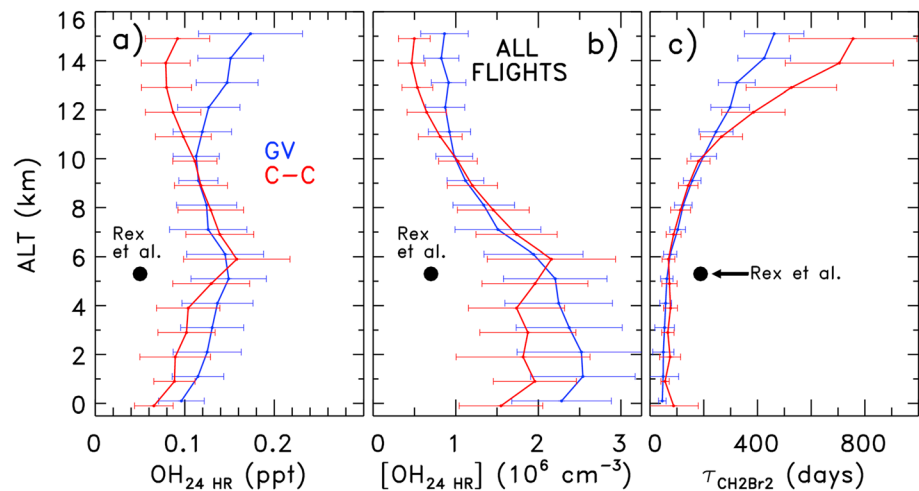 a)
b)
c)
ALL
FLIGHTS
GV
C-C
Rex
et al.
Rex
et al.
Rex et al.
ALT (km)
16
14
12
10
8
6
4
2
0
0 0.1 0.2
0 1 2 3
0 400 800
OH24 HR (ppt)
[OH24 HR] (10^6 cm^-3)
τCH2Br2 (days)